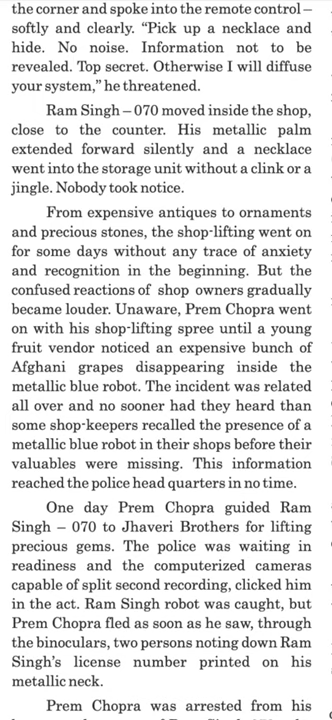 the corner and spoke into the remote control –
softly and clearly. “Pick up a necklace and
hide. No noise. Information not to be
revealed. Top secret. Otherwise I will diffuse
your system,” he threatened.
Ram Singh – 070 moved inside the shop,
close to the counter. His metallic palm
extended forward silently and a necklace
went into the storage unit without a clink or a
jingle. Nobody took notice.
From expensive antiques to ornaments
and precious stones, the shop-lifting went on
for some days without any trace of anxiety
and recognition in the beginning. But the
confused reactions of shop owners gradually
became louder. Unaware, Prem Chopra went
on with his shop-lifting spree until a young
fruit vendor noticed an expensive bunch of
Afghani grapes disappearing inside the
metallic blue robot. The incident was related
all over and no sooner had they heard than
some shop-keepers recalled the presence of a
metallic blue robot in their shops before their
valuables were missing. This information
reached the police head quarters in no time.
One day Prem Chopra guided Ram
Singh – 070 to Jhaveri Brothers for lifting
precious gems. The police was waiting in
readiness and the computerized cameras
capable of split second recording, clicked him
in the act. Ram Singh robot was caught, but
Prem Chopra fled as soon as he saw, through
the binoculars, two persons noting down Ram
Singh’s license number printed on his
metallic neck.
Prem Chopra was arrested from his